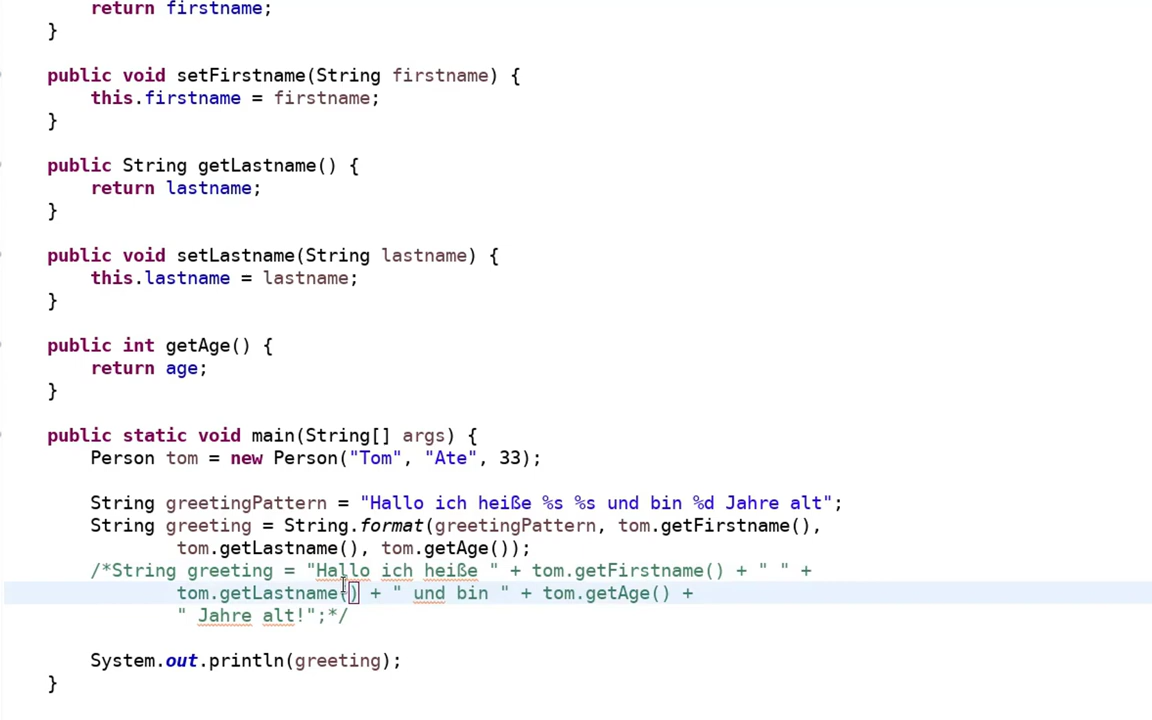 return firstname;
}
public void setFirstname(String firstname) {
this.firstname = firstname;
}
public String getLastname() {
return lastname;
}
public void setLastname(String lastname) {
this.lastname = lastname;
}
public int getAge() {
return age;
}
public static void main(String[] args) {
Person tom = new Person("Tom", "Ate", 33);
String greetingPattern = "Hallo ich heiße %s %s und bin %d Jahre alt";
String greeting = String.format(greetingPattern, tom.getFirstname(),
tom.getLastname(), tom.getAge());
/*String greeting = "Hallo ich heiße " + tom.getFirstname() + " " +
tom.getLastname() + " und bin " + tom.getAge() +
" Jahre alt!";*/
System.out.println(greeting);
}